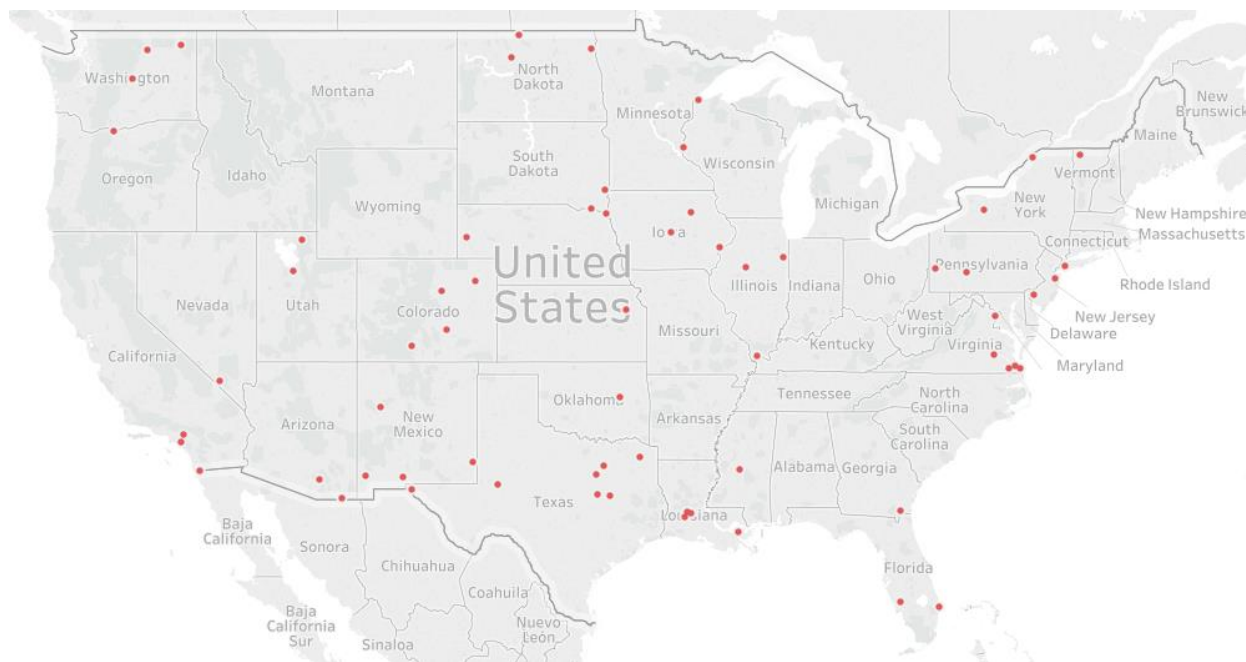 Washington
Montana
North
Dakota
Minnesota
New
Brunswick
Maine
Oregon
Idaho
South
Dakota
Wisconsin
Michigan
Vermont
Wyoming
New
York
New Hampshire
Massachusetts
Iowa
Connecticut
Nevada
Utah
Colorado
United
States
Illinois
Indiana
Ohio
Pennsylvania
Rhode Island
West
Virginia
New Jersey
Delaware
California
Missouri
Kentucky
Virginia
Maryland
Arizona
New
Mexico
Oklahoma
Arkansas
Tennessee
North
Carolina
South
Carolina
Texas
Louisiana
Alabama
Georgia
Baja
California
Sonora
Chihuahua
Coahuila
Florida
Baja
California
Sur
Sinaloa
Nuevo
León